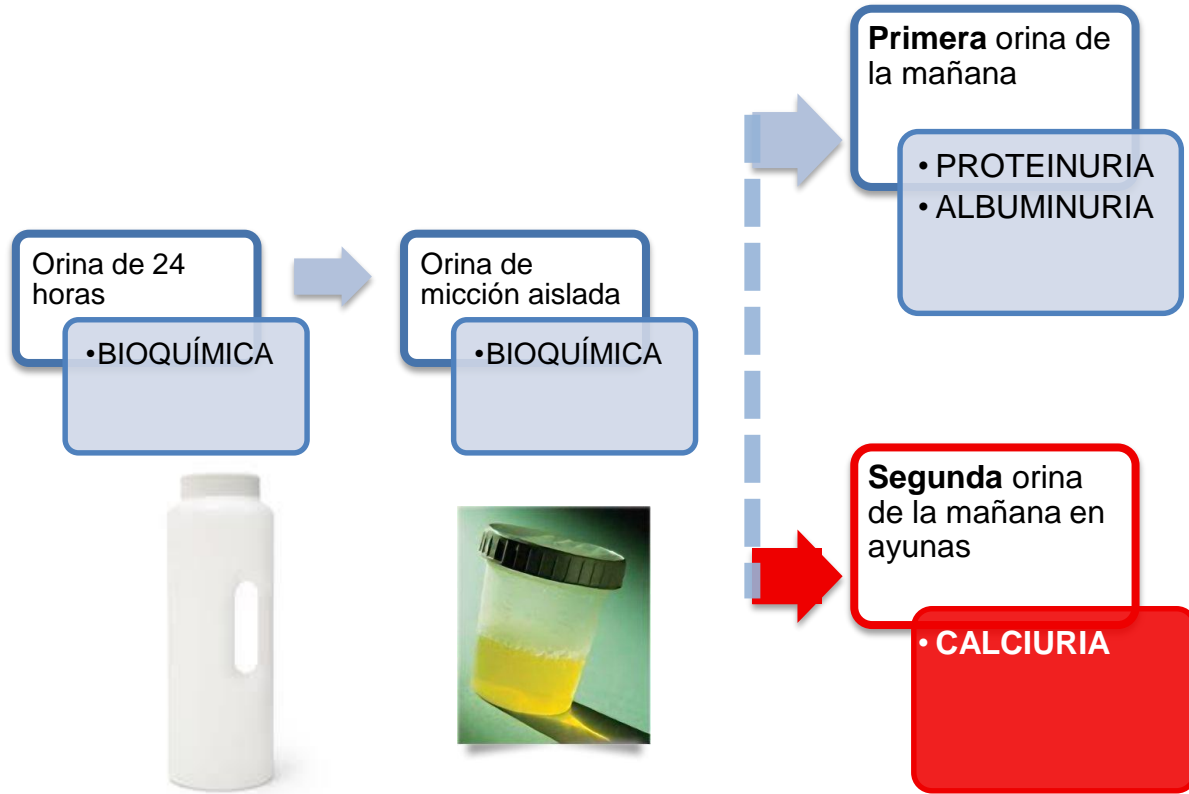 Orina de 24
horas
•BIOQUÍMICA
Orina de
micción aislada
•BIOQUÍMICA
Primera orina de
la mañana
• PROTEINURIA
• ALBUMINURIA
Segunda orina
de la mañana en
ayunas
• CALCIURIA